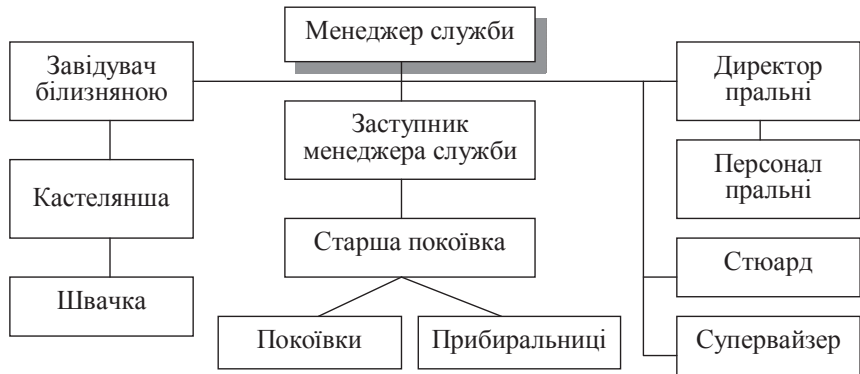 Менеджер служби
Завідувач
білизняною
Директор
пральні
Заступник
менеджера служби
Персонал
пральні
Кастелянша
Старша покоївка
Стюард
Швачка
Покоївки
Прибиральниці
Супервайзер